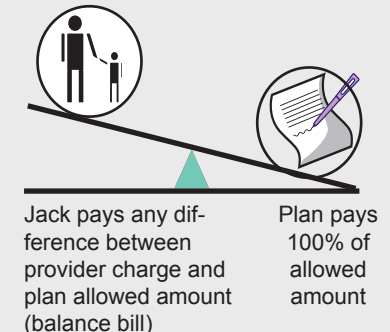 Jack pays any dif-
ference between
provider charge and
plan allowed amount
(balance bill)
Plan pays
100% of
allowed
amount